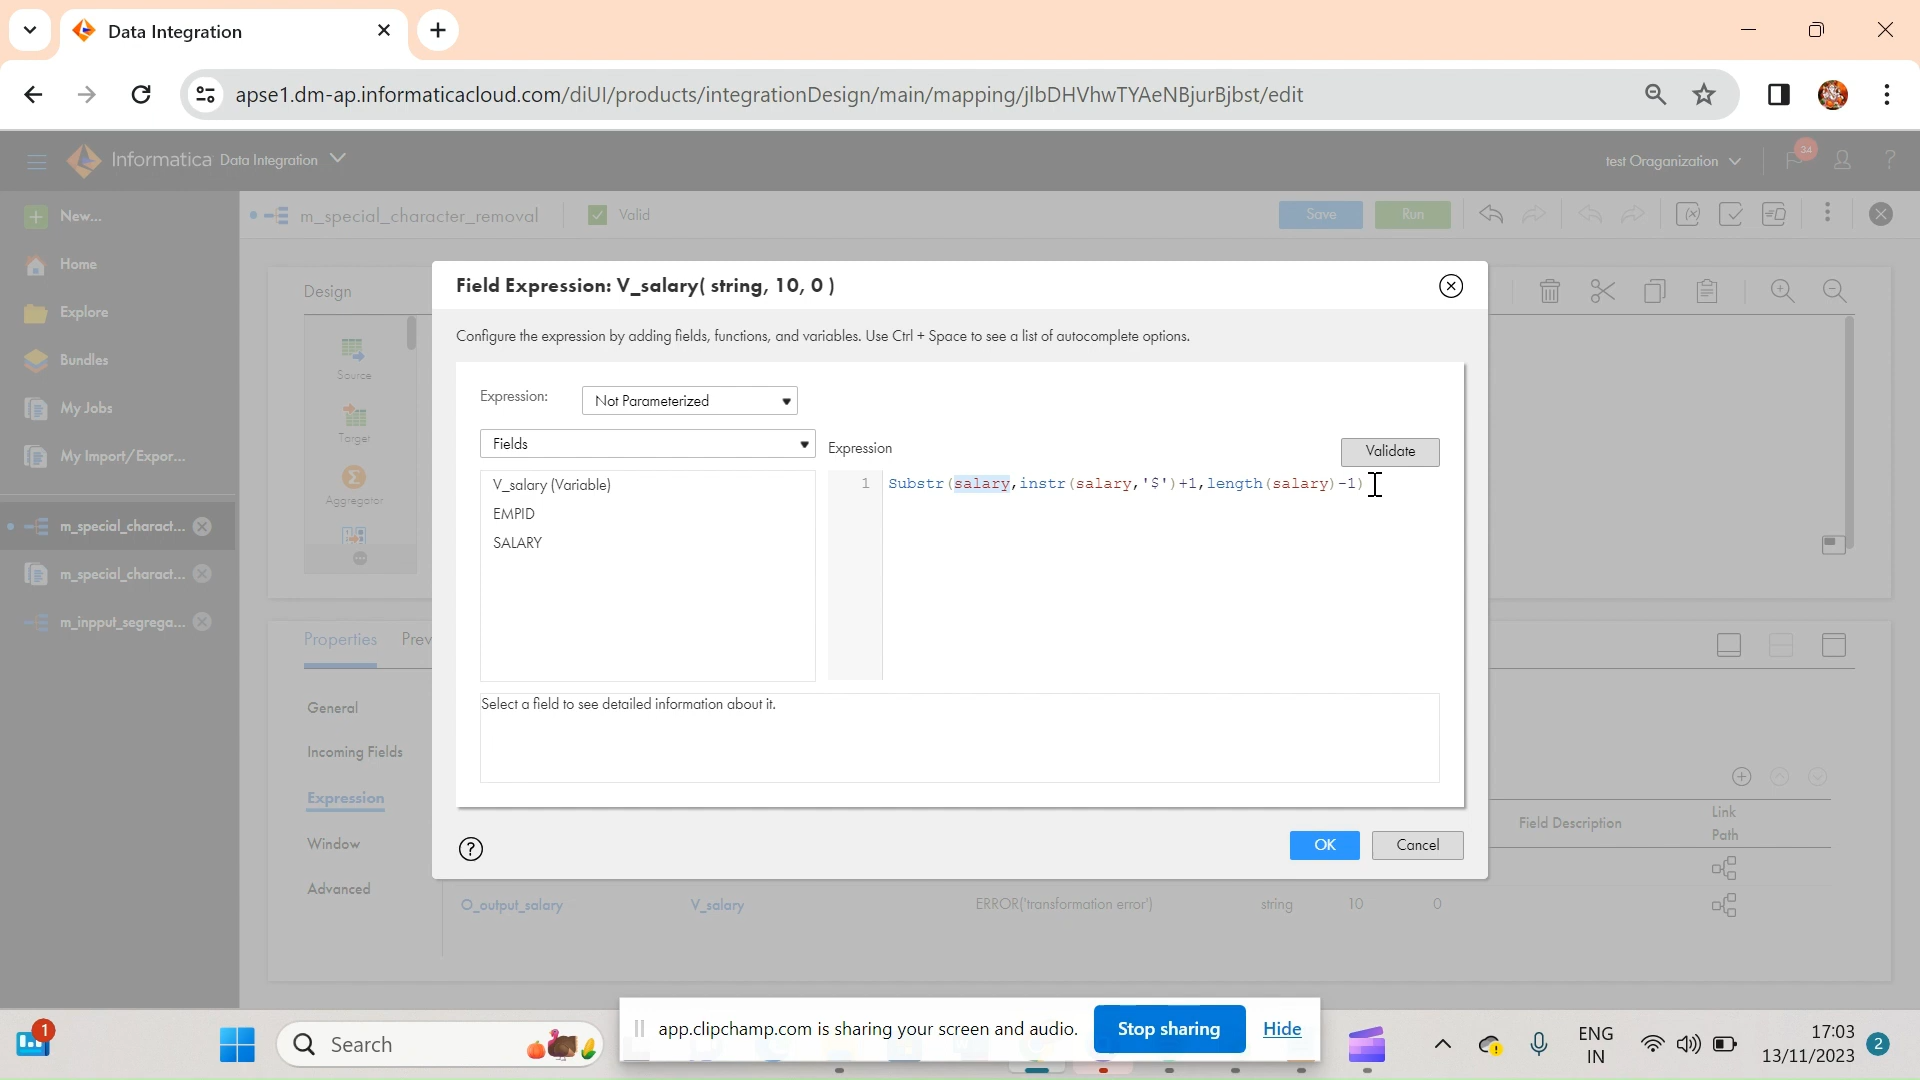 Data Integration
apse1.dm-ap.informaticacloud.com/diUI/products/integrationDesign/main/mapping/jlbDHVhwTYAeNBjurBjbst/edit
Informatica Data Integration
test Oraganization
34
New...
m_special_character_removal
Valid
Save
Run
Home
Explore
Bundles
My Jobs
My Import/Expor...
m_special_charact...
m_special_charact...
m_inpput_segrega...
Design
Source
Target
Aggregator
Field Expression: V_salary( string, 10, 0 )
Configure the expression by adding fields, functions, and variables. Use Ctrl + Space to see a list of autocomplete options.
Expression:
Not Parameterized
Fields
Expression
Validate
V_salary (Variable)
EMPID
SALARY
1
Substr(salary,instr(salary,'$')+1,length(salary)-1)
Select a field to see detailed information about it.
OK
Cancel
Properties
Prev
General
Incoming Fields
Expression
Window
Advanced
Field Description
Link
Path
O_output_salary
V_salary
ERROR('transformation error')
string
10
0
app.clipchamp.com is sharing your screen and audio.
Stop sharing
Hide
1
Search
ENG
IN
17:03
13/11/2023
2